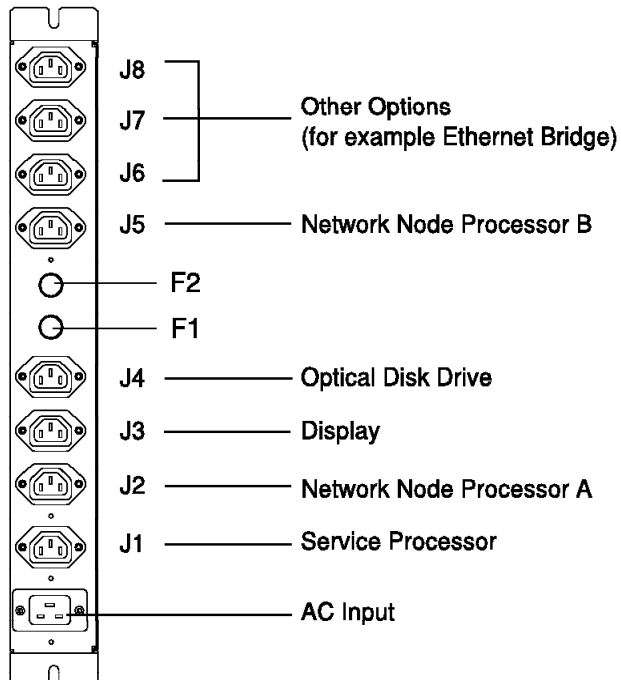 J8
J7
Other Options
(for example Ethernet Bridge)
J6
J5 Network Node Processor B
F2
F1
J4 Optical Disk Drive
J3 Display
J2 Network Node Processor A
J1 Service Processor
AC Input